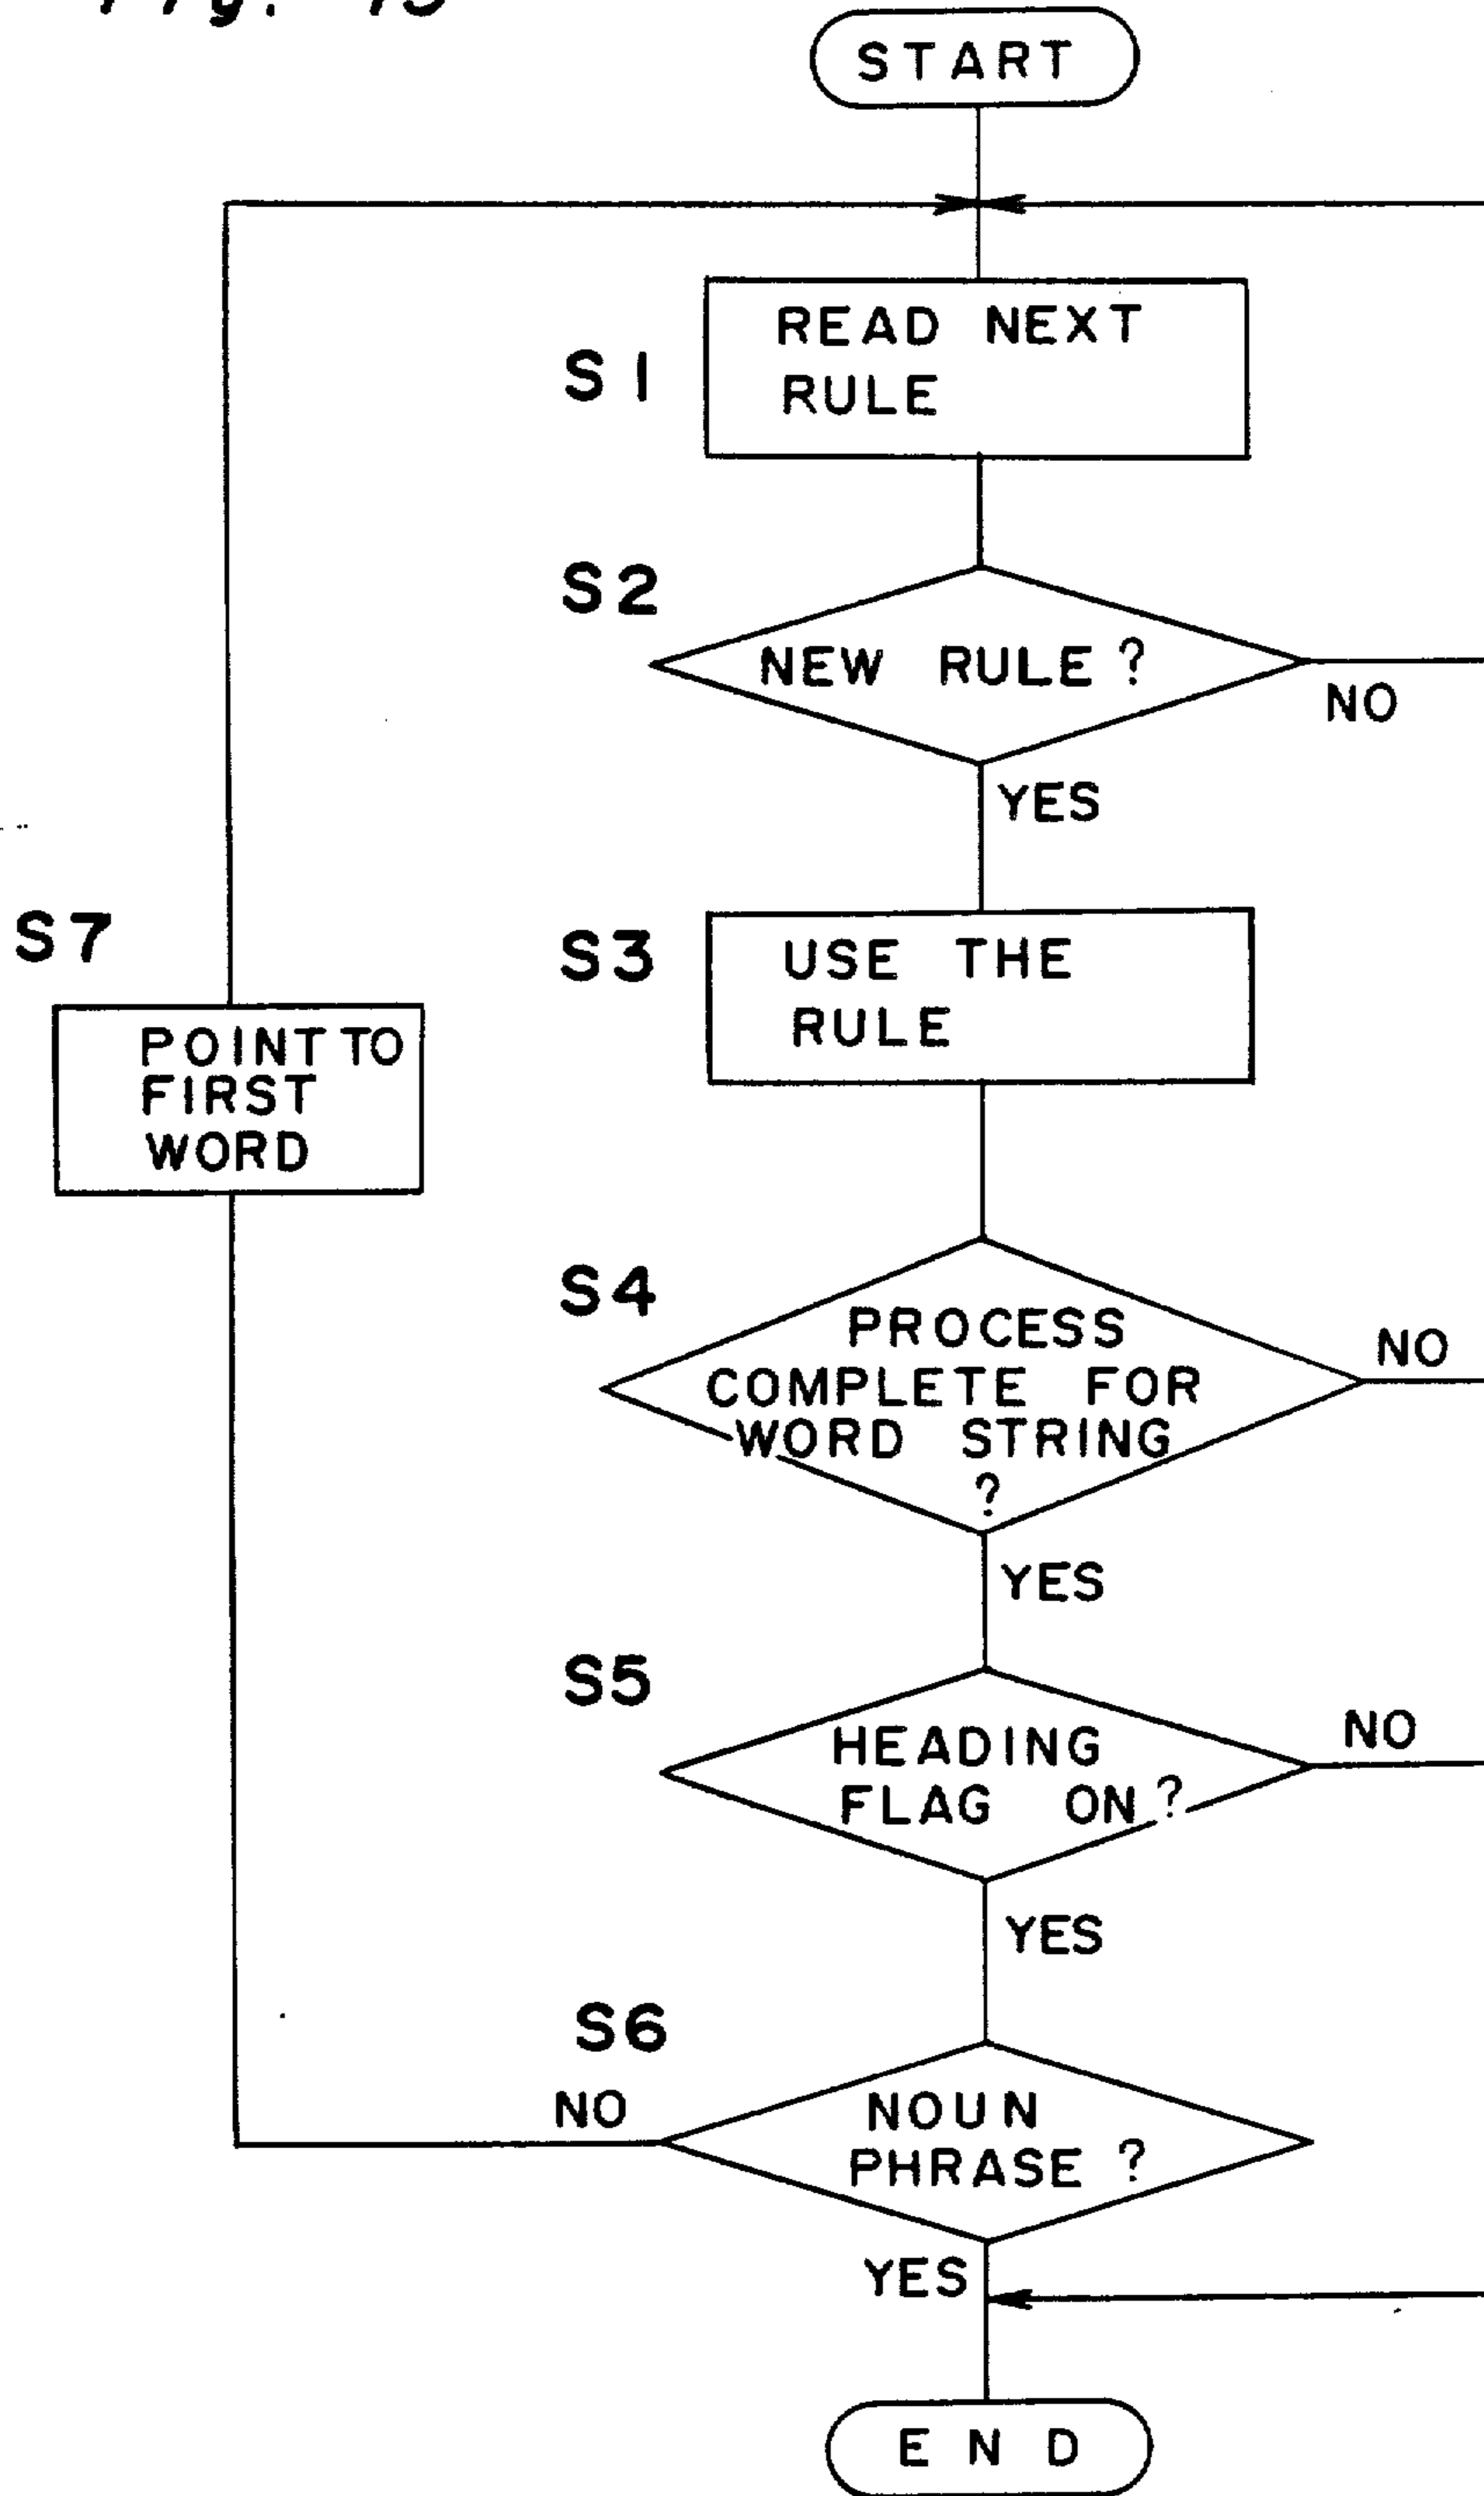 START
S1
READ NEXT
RULE
S2
NEW RULE?
NO
YES
S7
S3
USE THE
RULE
POINT TO
FIRST
WORD
S4
PROCESS
COMPLETE FOR
WORD STRING
?
NO
YES
S5
HEADING
FLAG ON?
NO
YES
S6
NO
NOUN
PHRASE?
YES
END